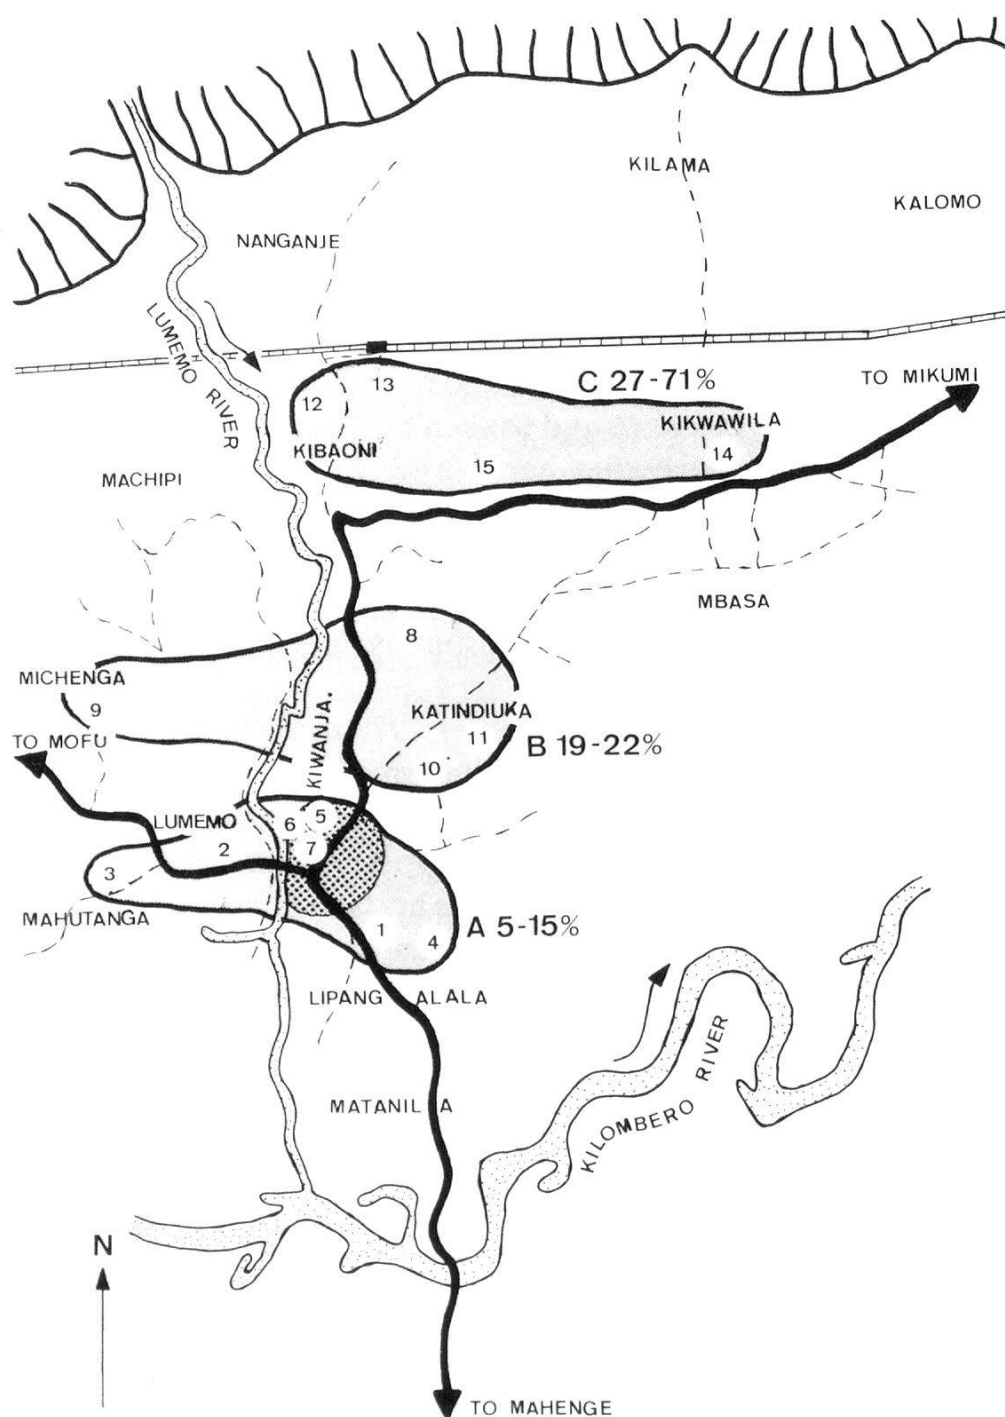 KILAMA
KALOMO
NANGANJE
LUMEMO RIVER
13
C 27-71%
TO MIKUMI
12
KIKWAWILA
KIBAONI
14
15
MACHIPI
MBASA
8
MICHENGA
9
KATINDIUKA
KIWANJA.
11
B 19-22%
TO MOFU
10
LUMEMO
5
6
7
2
3
MAHUTANGA
1
4
A 5-15%
LIPANG ALALA
KILOMBERO RIVER
N
TO MAHENGE